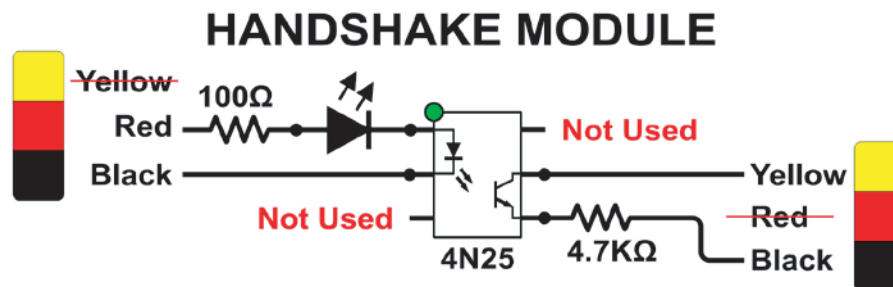 HANDSHAKE MODULE
Yellow
100Ω
Red
Not Used
Black
Yellow
Not Used
Red
4N25
4.7KΩ
Black